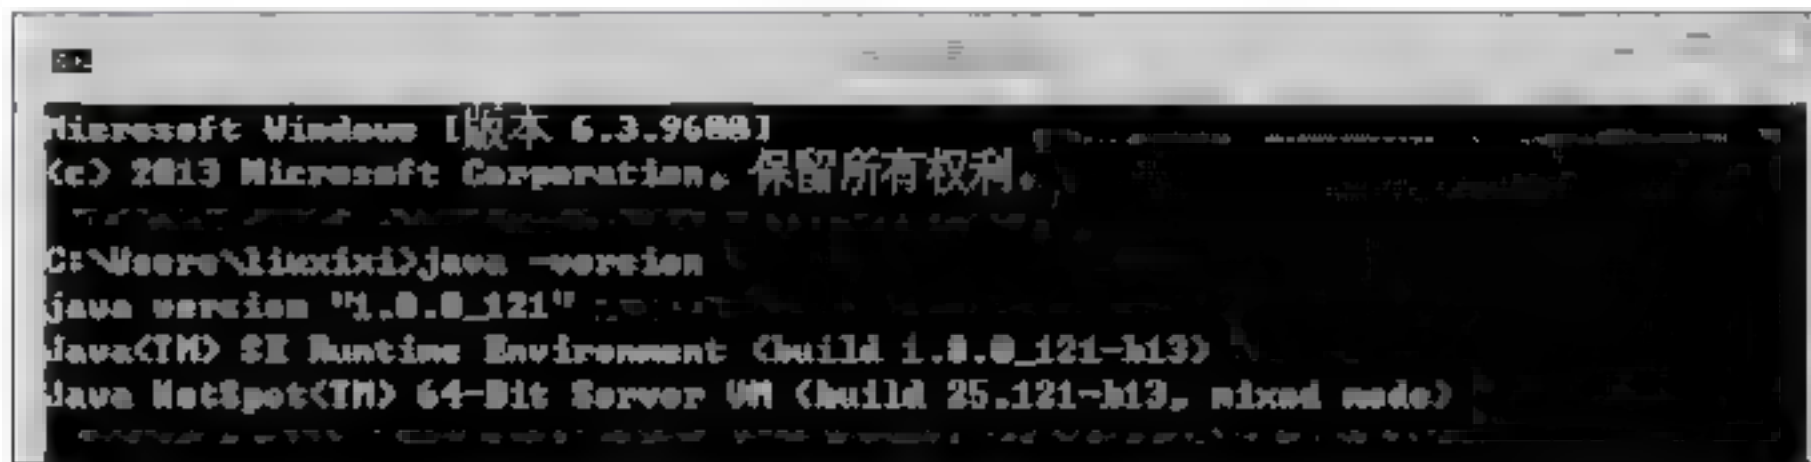 Microsoft Windows [版本 6.3.9600]
(c) 2013 Microsoft Corporation。保留所有权利。
C:\Users\liuxixi>java -version
java version "1.8.0_121"
Java(TM) SE Runtime Environment (build 1.8.0_121-b13)
Java HotSpot(TM) 64-Bit Server VM (build 25.121-b13, mixed mode)